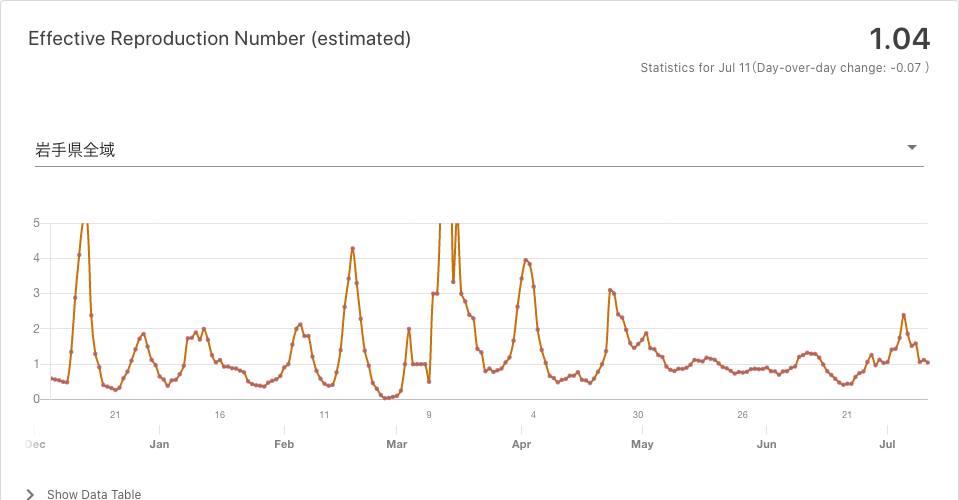 Effective Reproduction Number (estimated)
1.04
Statistics for Jul 11(Day-over-day change: -0.07 )
岩手県全域
5
4
3
2
1
0
21 16 11 9 4 30 26 21
Dec Jan Feb Mar Apr May Jun Jul
Show Data Table